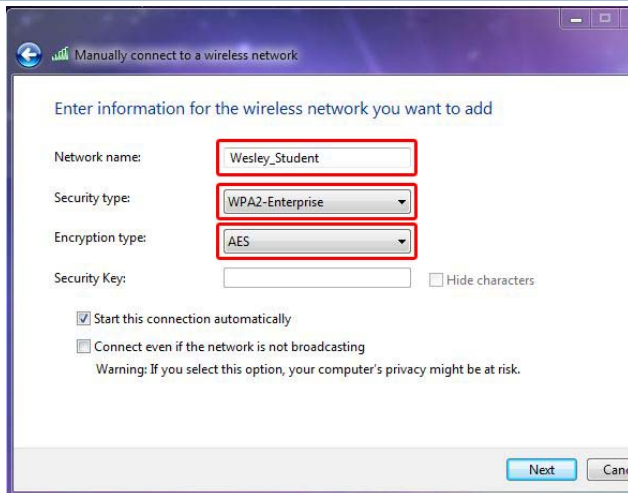 Manually connect to a wireless network
Enter information for the wireless network you want to add
Network name: Wesley_Student
Security type: WPA2-Enterprise
Encryption type: AES
Security Key: Hide characters
Start this connection automatically
Connect even if the network is not broadcasting
Warning: If you select this option, your computer's privacy might be at risk.
Next Canc